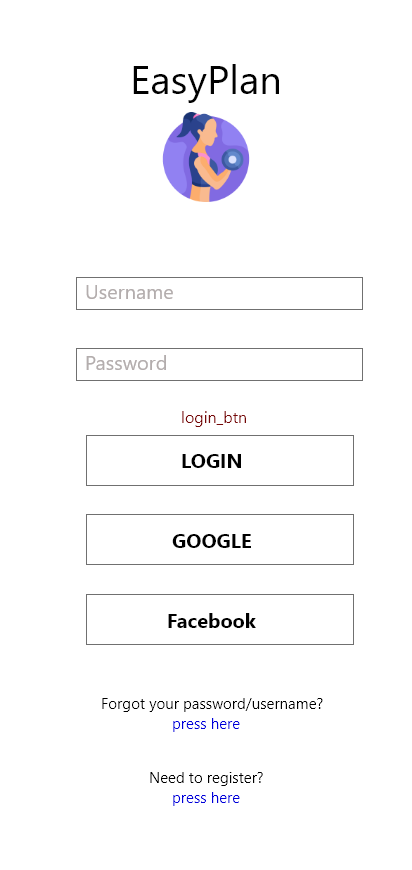 EasyPlan
Username
Password
login_btn
LOGIN
GOOGLE
Facebook
Forgot your password/username?
press here
Need to register?
press here